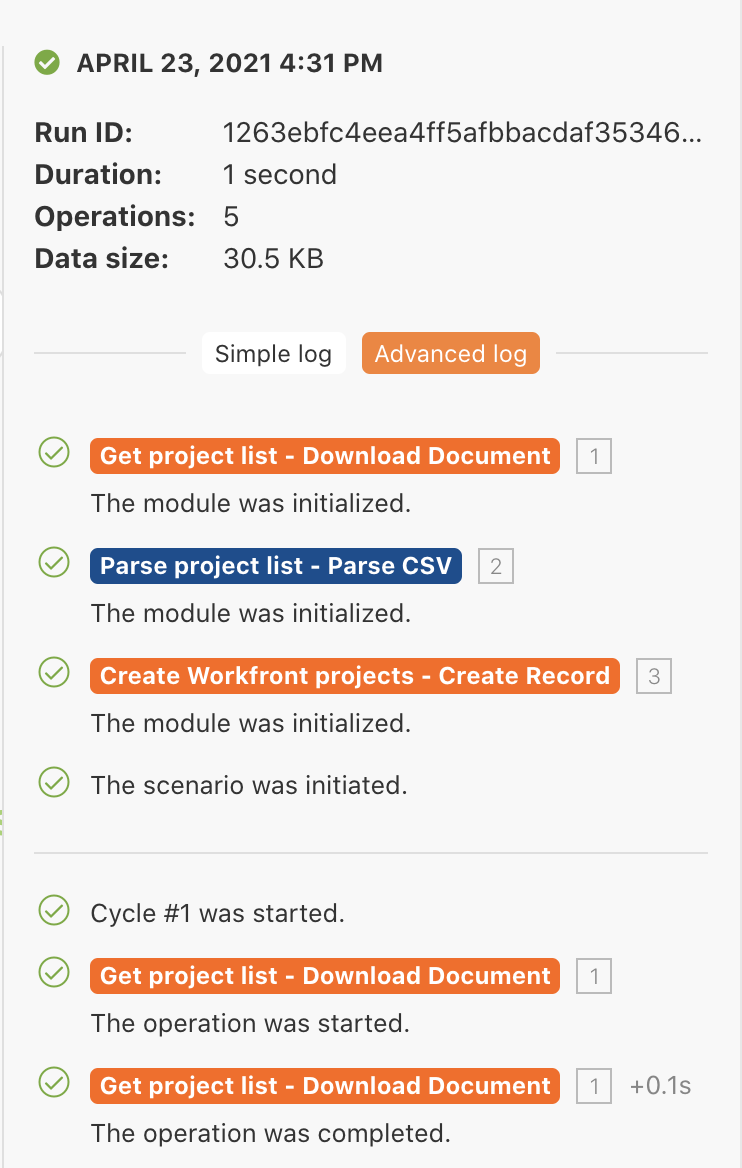 APRIL 23, 2021 4:31 PM
Run ID: 1263ebfc4eea4ff5afbbacdaf35346...
Duration: 1 second
Operations: 5
Data size: 30.5 KB
Simple log Advanced log
Get project list - Download Document 1
The module was initialized.
Parse project list - Parse CSV 2
The module was initialized.
Create Workfront projects - Create Record 3
The module was initialized.
The scenario was initiated.
Cycle #1 was started.
Get project list - Download Document 1
The operation was started.
Get project list - Download Document 1 +0.1s
The operation was completed.